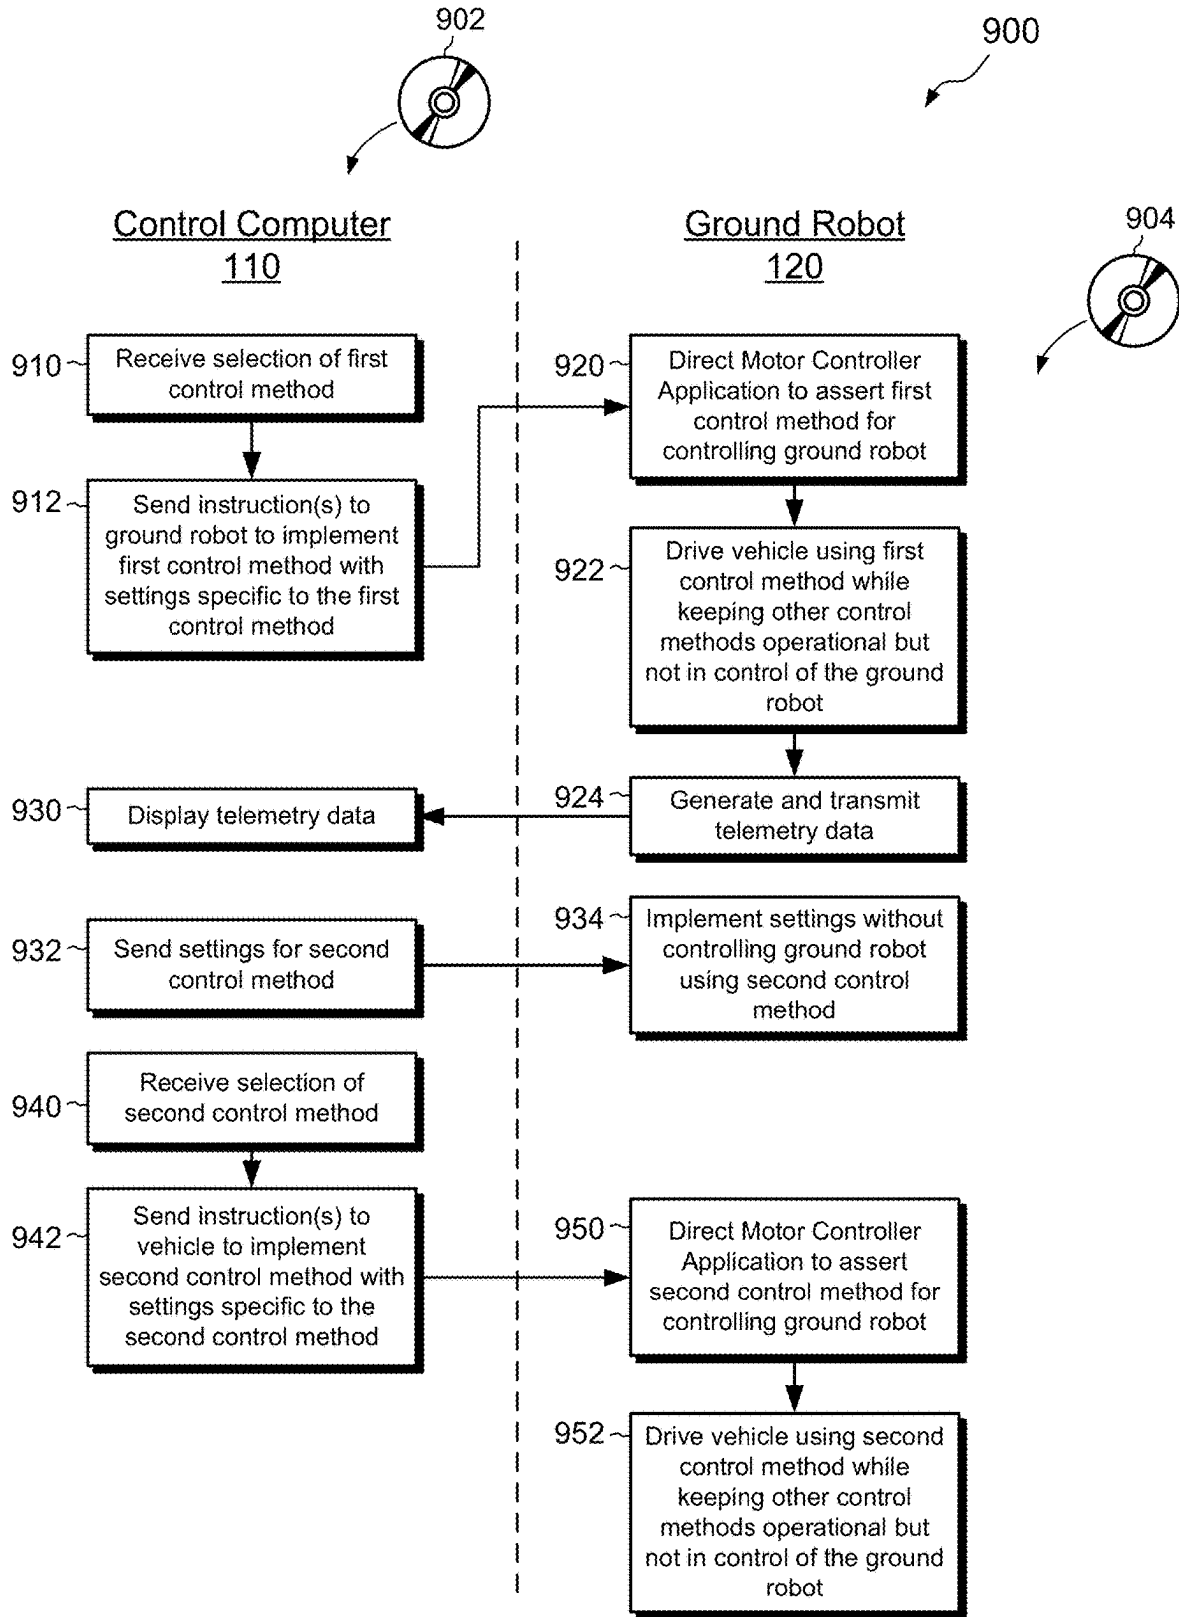 902
900
Control Computer
110
Ground Robot
120
904
910
Receive selection of first
control method
912
Send instruction(s) to
ground robot to implement
first control method with
settings specific to the first
control method
920
Direct Motor Controller
Application to assert first
control method for
controlling ground robot
922
Drive vehicle using first
control method while
keeping other control
methods operational but
not in control of the ground
robot
930
Display telemetry data
924
Generate and transmit
telemetry data
932
Send settings for second
control method
934
Implement settings without
controlling ground robot
using second control
method
940
Receive selection of
second control method
942
Send instruction(s) to
vehicle to implement
second control method with
settings specific to the
second control method
950
Direct Motor Controller
Application to assert
second control method for
controlling ground robot
952
Drive vehicle using second
control method while
keeping other control
methods operational but
not in control of the ground
robot